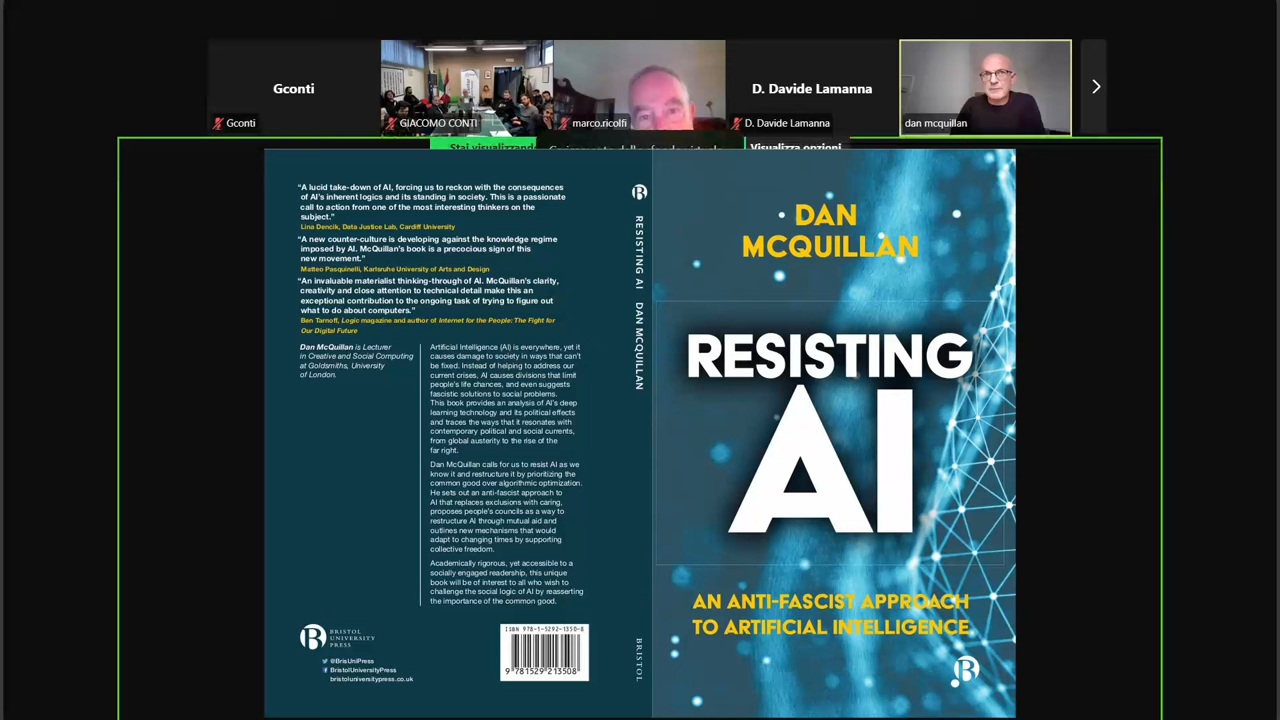 Gconti
Gconti
GIACOMO CONTI
marco.ricolfi
D. Davide Lamanna
D. Davide Lamanna
dan mcquillan
Visualizza opzioni
“A lucid take-down of AI, forcing us to reckon with the consequences
of AI’s inherent logics and its standing in society. This is a passionate
call to action from one of the most interesting thinkers on the
subject.”
Lina Dencik, Data Justice Lab, Cardiff University
“A new counter-culture is developing against the knowledge regime
imposed by AI. McQuillan’s book is a precocious sign of this
new movement.”
Matteo Pasquinelli, Karlsruhe University of Arts and Design
“An invaluable materialist thinking-through of AI. McQuillan’s clarity,
creativity and close attention to technical detail make this an
exceptional contribution to the ongoing task of trying to figure out
what to do about computers.”
Ben Tarnoff, Logic magazine and author of Internet for the People: The Fight for
Our Digital Future
Dan McQuillan is Lecturer
in Creative and Social Computing
at Goldsmiths, University
of London.
Artificial Intelligence (AI) is everywhere, yet it
causes damage to society in ways that can’t
be fixed. Instead of helping to address our
current crises, AI causes divisions that limit
people’s life chances, and even suggests
fascistic solutions to social problems.
This book provides an analysis of AI’s deep
learning technology and its political effects
and traces the ways that it resonates with
contemporary political and social currents,
from global austerity to the rise of the
far right.
Dan McQuillan calls for us to resist AI as we
know it and restructure it by prioritizing the
common good over algorithmic optimization.
He sets out an anti-fascist approach to
AI that replaces exclusions with caring,
proposes people’s councils as a way to
restructure AI through mutual aid and
outlines new mechanisms that would
adapt to changing times by supporting
collective freedom.
Academically rigorous, yet accessible to a
socially engaged readership, this unique
book will be of interest to all who wish to
challenge the social logic of AI by reasserting
the importance of the common good.
BRISTOL
UNIVERSITY
PRESS
@BrisUniPress
BristolUniversityPress
bristoluniversitypress.co.uk
ISBN 978-1-5292-1350-8
9 781529 213508
RESISTING AI DAN MCQUILLAN
BRISTOL
DAN
MCQUILLAN
RESISTING
AI
AN ANTI-FASCIST APPROACH
TO ARTIFICIAL INTELLIGENCE